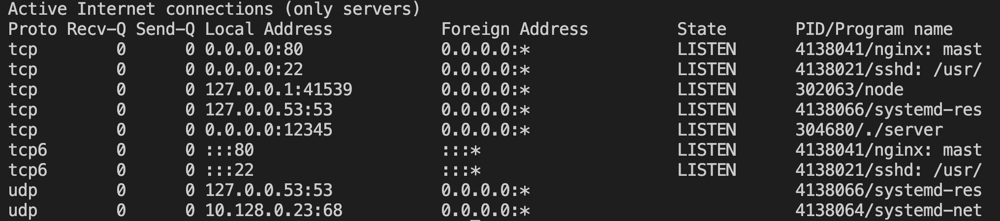 Active Internet connections (only servers)
Proto Recv-Q Send-Q Local Address           Foreign Address         State       PID/Program name
tcp        0      0 0.0.0.0:80              0.0.0.0:*               LISTEN      4138041/nginx: mast
tcp        0      0 0.0.0.0:22              0.0.0.0:*               LISTEN      4138021/sshd: /usr/
tcp        0      0 127.0.0.1:41539         0.0.0.0:*               LISTEN      302063/node
tcp        0      0 127.0.0.53:53           0.0.0.0:*               LISTEN      4138066/systemd-res
tcp        0      0 0.0.0.0:12345           0.0.0.0:*               LISTEN      304680/./server
tcp6       0      0 :::80                   :::*                    LISTEN      4138041/nginx: mast
tcp6       0      0 :::22                   :::*                    LISTEN      4138021/sshd: /usr/
udp        0      0 127.0.0.53:53           0.0.0.0:*                           4138066/systemd-res
udp        0      0 10.128.0.23:68          0.0.0.0:*                           4138064/systemd-net